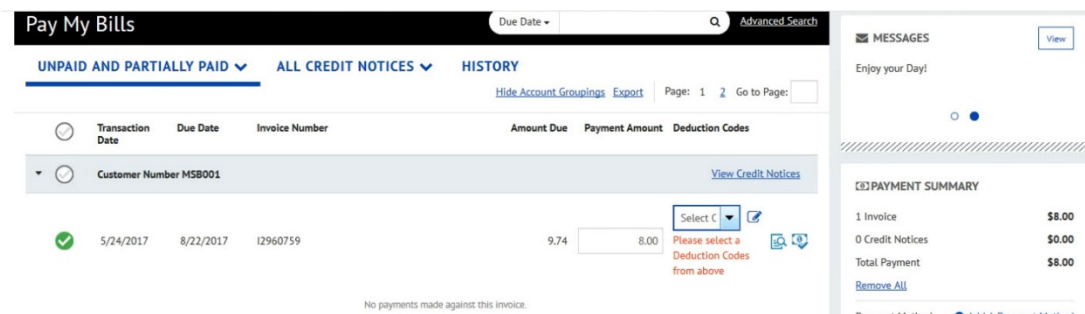 Pay My Bills
Due Date
Advanced Search
UNPAID AND PARTIALLY PAID
ALL CREDIT NOTICES
HISTORY
Hide Account Groupings Export Page: 1 2 Go to Page:
Transaction Date Due Date Invoice Number Amount Due Payment Amount Deduction Codes
Customer Number MSB001 View Credit Notices
Select
5/24/2017 8/22/2017 I2960759 9.74 8.00 Please select a
Deduction Codes
from above
No payments made against this invoice.
MESSAGES View
Enjoy your Day!
PAYMENT SUMMARY
1 Invoice $8.00
0 Credit Notices $0.00
Total Payment $8.00
Remove All